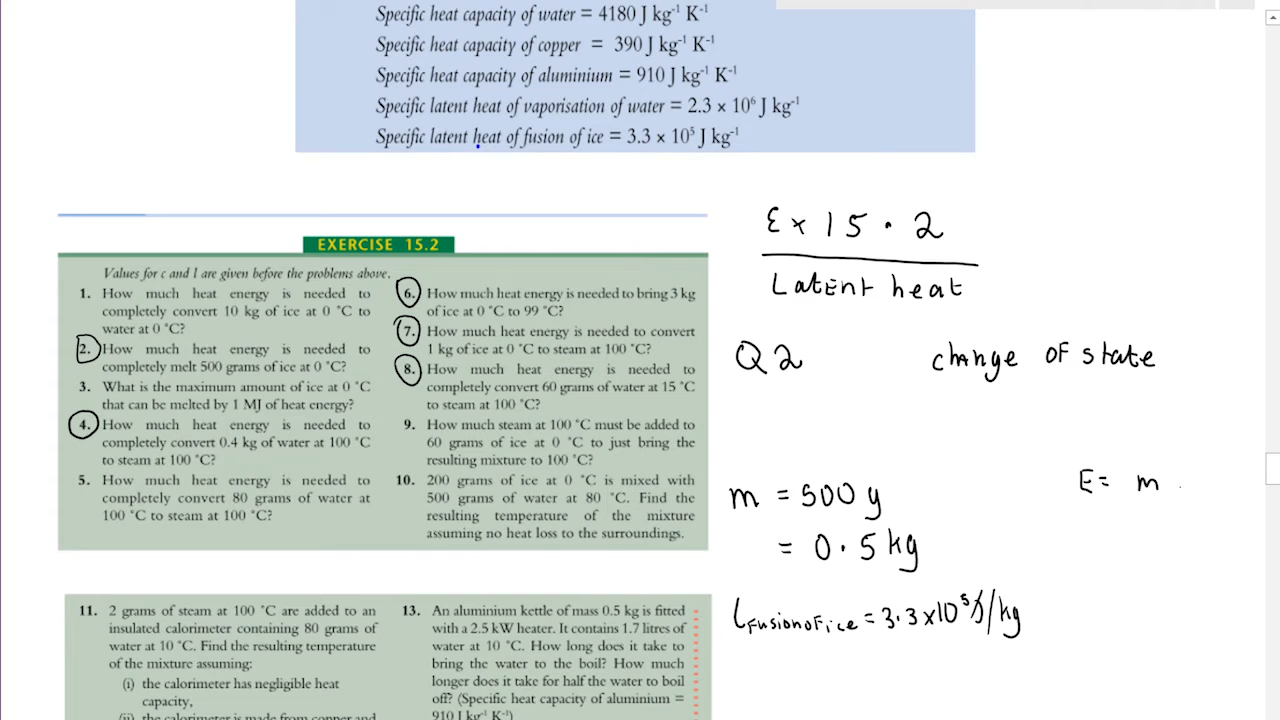 Specific heat capacity of water = 4180 J kg⁻¹ K⁻¹
Specific heat capacity of copper = 390 J kg⁻¹ K⁻¹
Specific heat capacity of aluminium = 910 J kg⁻¹ K⁻¹
Specific latent heat of vaporisation of water = 2.3 × 10⁶ J kg⁻¹
Specific latent heat of fusion of ice = 3.3 × 10⁵ J kg⁻¹
EXERCISE 15.2
Values for c and l are given before the problems above.
1. How much heat energy is needed to
completely convert 10 kg of ice at 0 °C to
water at 0 °C?
2. How much heat energy is needed to
completely melt 500 grams of ice at 0 °C?
3. What is the maximum amount of ice at 0 °C
that can be melted by 1 MJ of heat energy?
4. How much heat energy is needed to
completely convert 0.4 kg of water at 100 °C
to steam at 100 °C?
5. How much heat energy is needed to
completely convert 80 grams of water at
100 °C to steam at 100 °C?
6. How much heat energy is needed to bring 3 kg
of ice at 0 °C to 99 °C?
7. How much heat energy is needed to convert
1 kg of ice at 0 °C to steam at 100 °C?
8. How much heat energy is needed to
completely convert 60 grams of water at 15 °C
to steam at 100 °C?
9. How much steam at 100 °C must be added to
60 grams of ice at 0 °C to just bring the
resulting mixture to 100 °C?
10. 200 grams of ice at 0 °C is mixed with
500 grams of water at 80 °C. Find the
resulting temperature of the mixture
assuming no heat loss to the surroundings.
11. 2 grams of steam at 100 °C are added to an
insulated calorimeter containing 80 grams of
water at 10 °C. Find the resulting temperature
of the mixture assuming:
(i) the calorimeter has negligible heat
capacity,
(ii) the calorimeter is made from copper and
13. An aluminium kettle of mass 0.5 kg is fitted
with a 2.5 kW heater. It contains 1.7 litres of
water at 10 °C. How long does it take to
bring the water to the boil? How much
longer does it take for half the water to boil
off? (Specific heat capacity of aluminium =
910 J kg⁻¹ K⁻¹)
Ex 15.2
Latent heat
Q2 change of state
E = m
m = 500 g
= 0.5 kg
l fusion of ice = 3.3 × 10⁵ J/kg